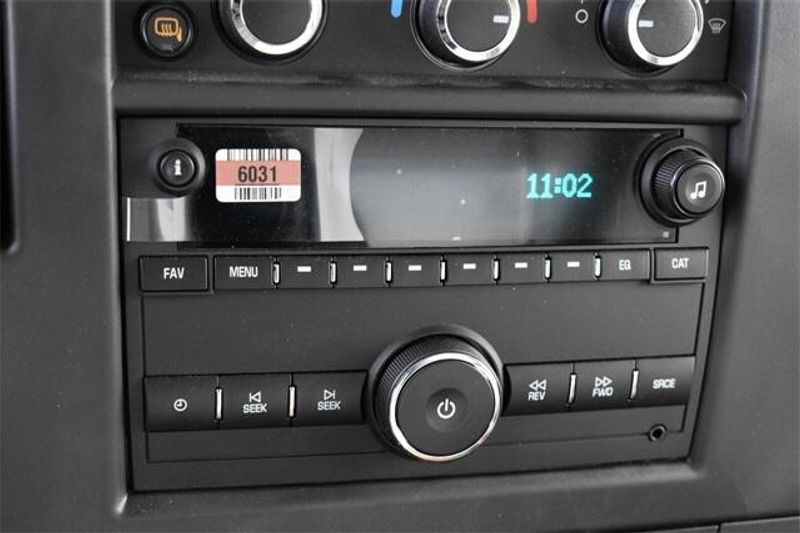 6031
11:02
FAV
MENU
EQ
CAT
SEEK
SEEK
REV
FWD
SRCE